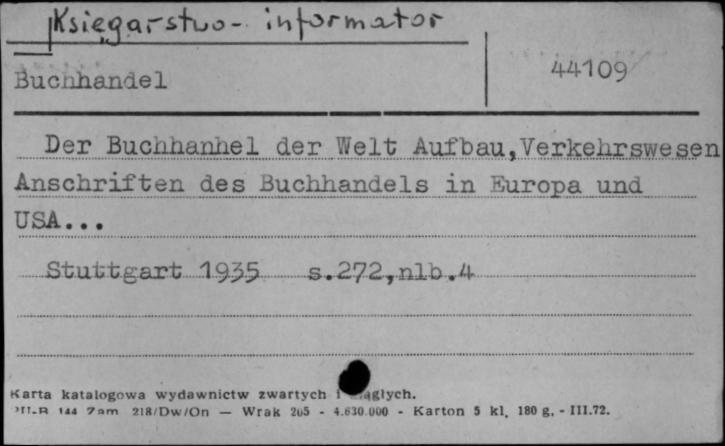 Księgarstwo - informator
44109
Buchhandel
Der Buchhanhel der Welt Aufbau,Verkehrswesen
Anschriften des Buchhandels in Europa und
USA...
Stuttgart 1935 s.272,nlb.4
Karta katalogowa wydawnictw zwartych i
144 Zam. 218/Dw/On — Wrak 205 - 4.630.000 - Karton 5 kl. 180 g. - III.72.